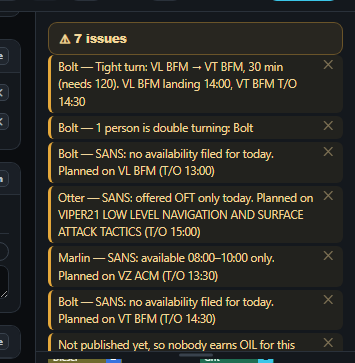 ⚠ 7 issues
Bolt — Tight turn: VL BFM → VT BFM, 30 min
(needs 120). VL BFM landing 14:00, VT BFM T/O
14:30
Bolt — 1 person is double turning: Bolt
Bolt — SANS: no availability filed for today.
Planned on VL BFM (T/O 13:00)
Otter — SANS: offered OFT only today. Planned on
VIPER21 LOW LEVEL NAVIGATION AND SURFACE
ATTACK TACTICS (T/O 15:00)
Marlin — SANS: available 08:00–10:00 only.
Planned on VZ ACM (T/O 13:30)
Bolt — SANS: no availability filed for today.
Planned on VT BFM (T/O 14:30)
Not published yet, so nobody earns OIL for this